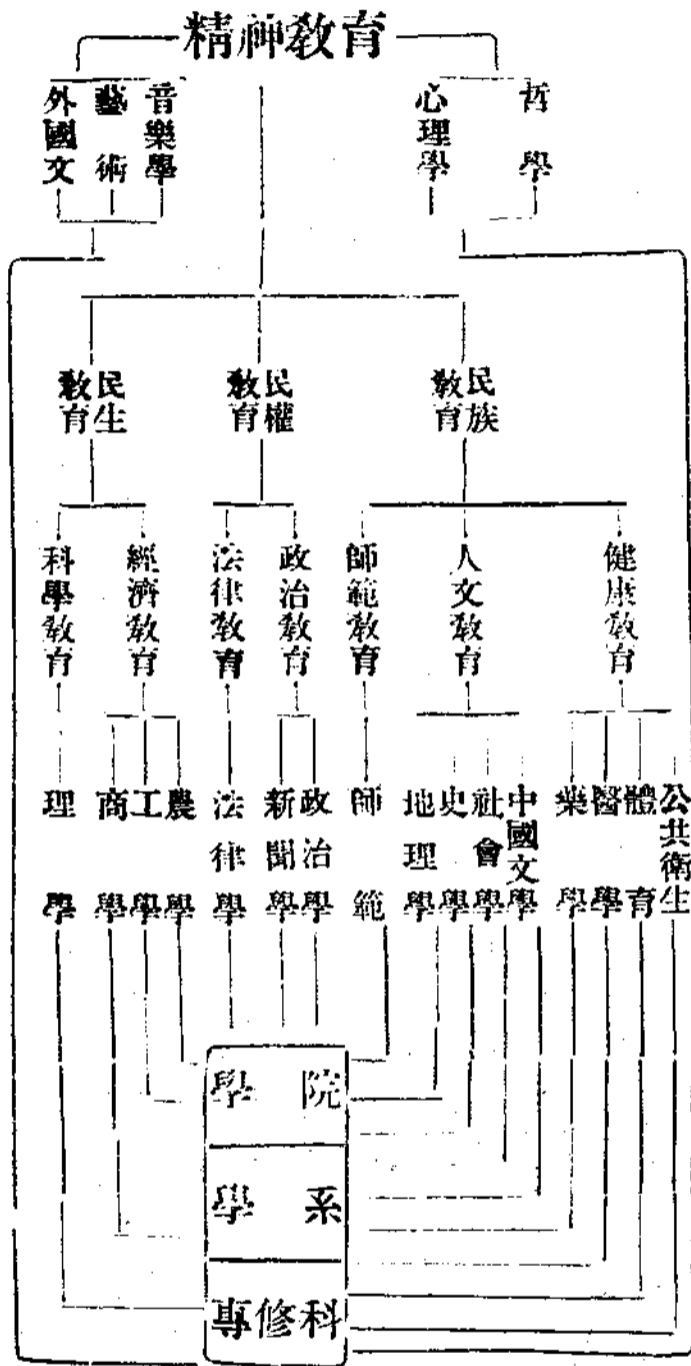 精神教育
哲學
心理學
音樂學
藝術
外國文
民族教育
民權教育
民生教育
健康教育
人文教育
師範教育
政治教育
法律教育
經濟教育
科學教育
公共衛生
體育
醫學
藥學
中國文學
社會學
史學
地理學
師範
政治學
新聞學
法律學
農學
工學
商學
理學
學院
學系
專修科